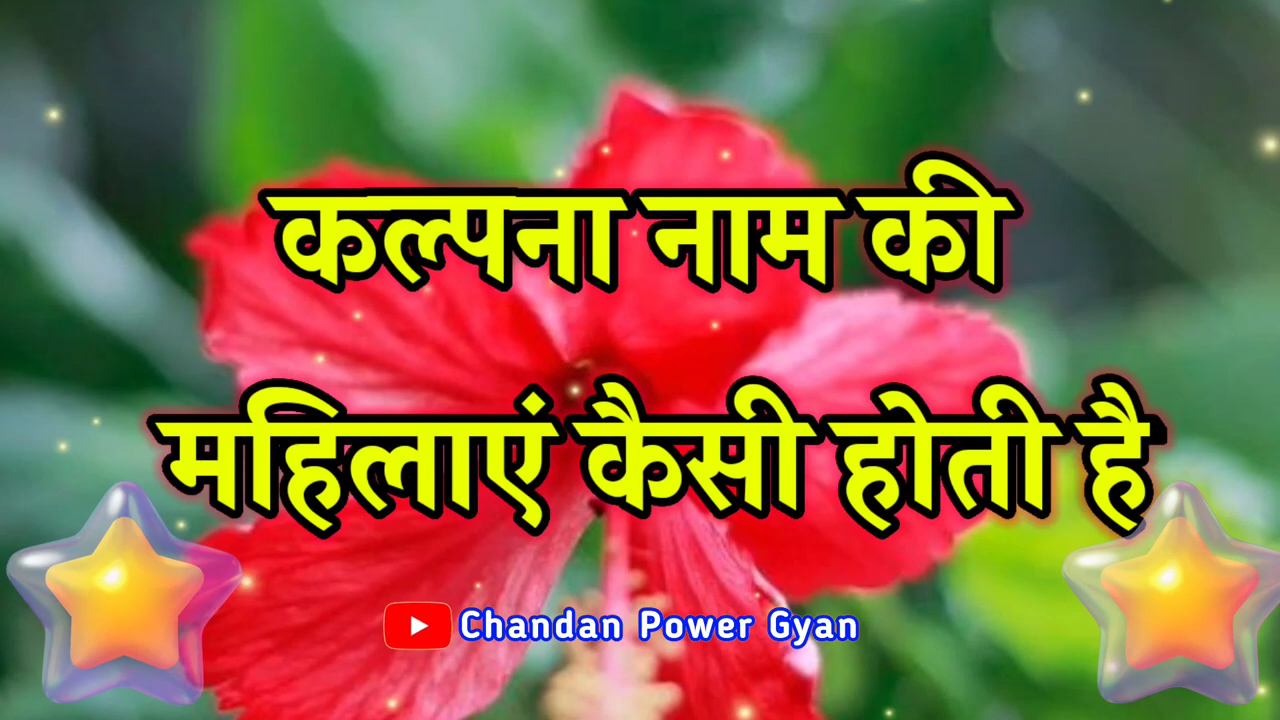 कल्पना नाम की
महिलाएं कैसी होती है
Chandan Power Gyan